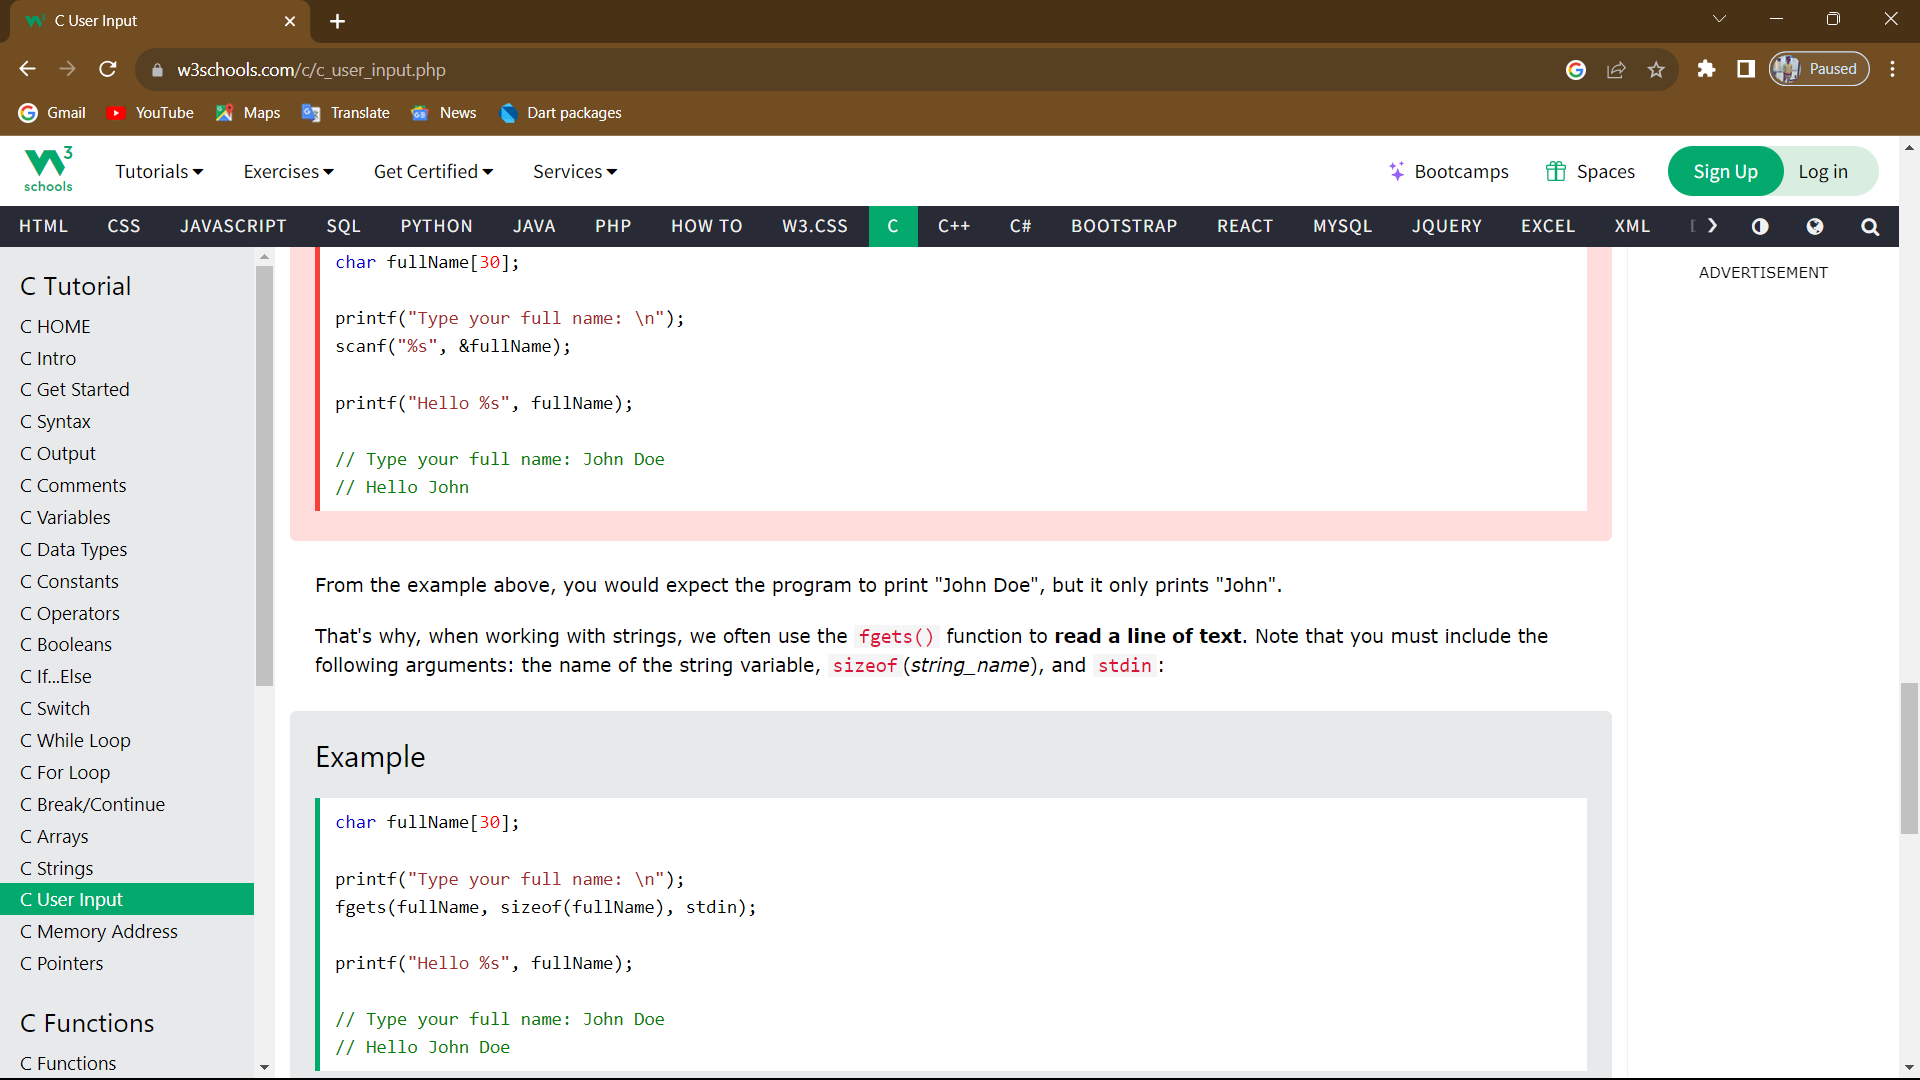 C User Input
w3schools.com/c/c_user_input.php
Paused
Gmail YouTube Maps Translate News Dart packages
W3 schools
Tutorials Exercises Get Certified Services Bootcamps Spaces Sign Up Log in
HTML CSS JAVASCRIPT SQL PYTHON JAVA PHP HOW TO W3.CSS C C++ C# BOOTSTRAP REACT MYSQL JQUERY EXCEL XML
C Tutorial
C HOME
C Intro
C Get Started
C Syntax
C Output
C Comments
C Variables
C Data Types
C Constants
C Operators
C Booleans
C If...Else
C Switch
C While Loop
C For Loop
C Break/Continue
C Arrays
C Strings
C User Input
C Memory Address
C Pointers
C Functions
C Functions
char fullName[30];
printf("Type your full name: \n");
scanf("%s", &fullName);
printf("Hello %s", fullName);
// Type your full name: John Doe
// Hello John
From the example above, you would expect the program to print "John Doe", but it only prints "John".
That's why, when working with strings, we often use the fgets() function to read a line of text. Note that you must include the
following arguments: the name of the string variable, sizeof(string_name), and stdin:
Example
char fullName[30];
printf("Type your full name: \n");
fgets(fullName, sizeof(fullName), stdin);
printf("Hello %s", fullName);
// Type your full name: John Doe
// Hello John Doe
ADVERTISEMENT